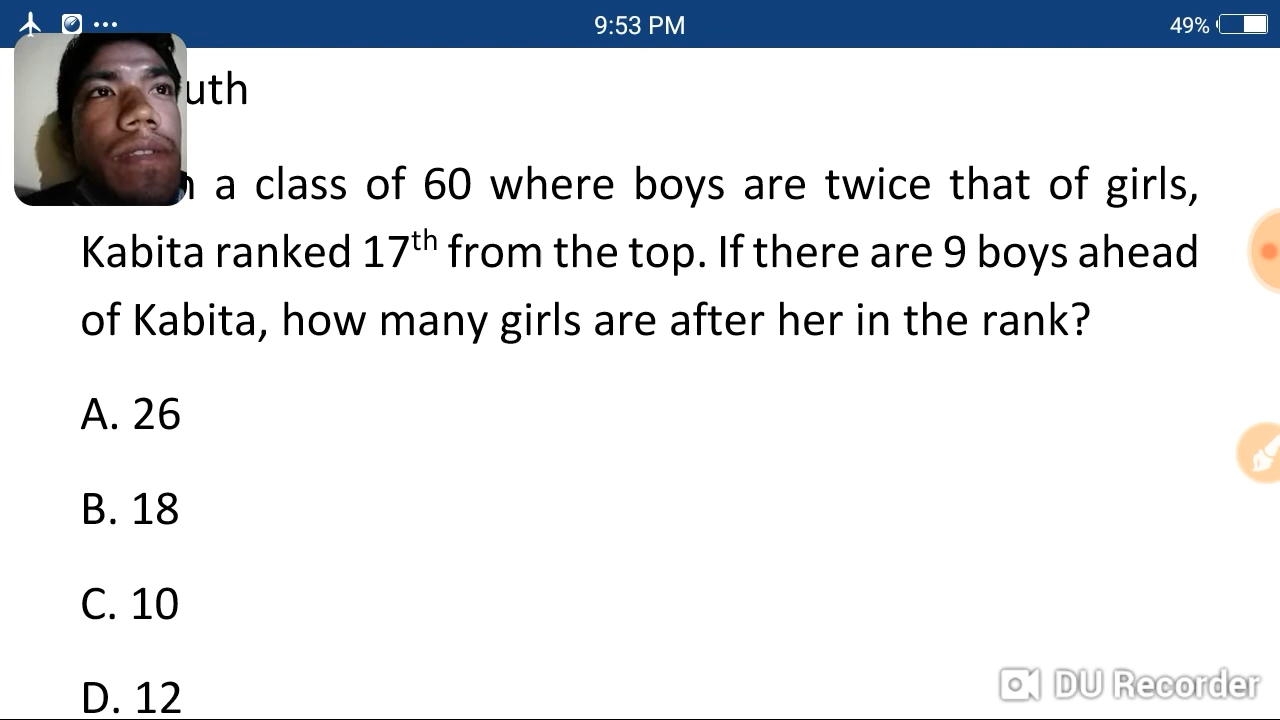 9:53 PM 49%
uth
a class of 60 where boys are twice that of girls,
Kabita ranked 17th from the top. If there are 9 boys ahead
of Kabita, how many girls are after her in the rank?
A. 26
B. 18
C. 10
D. 12
DU Recorder